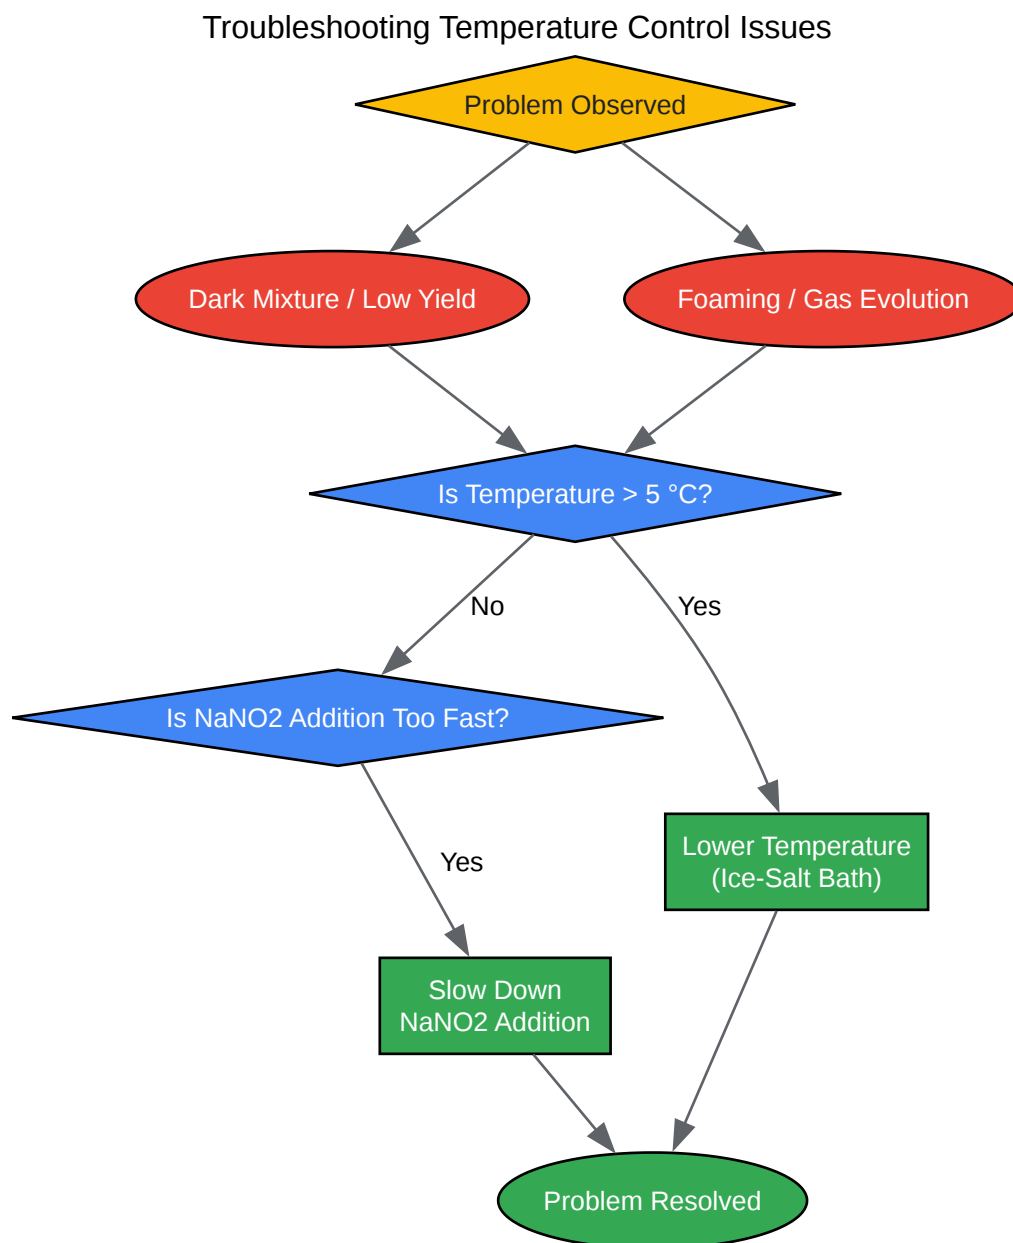 Troubleshooting Temperature Control Issues
Problem Observed
Dark Mixture / Low Yield
Foaming / Gas Evolution
Is Temperature > 5 °C?
No
Yes
Is NaNO2 Addition Too Fast?
Lower Temperature
(Ice-Salt Bath)
Yes
Slow Down
NaNO2 Addition
Problem Resolved